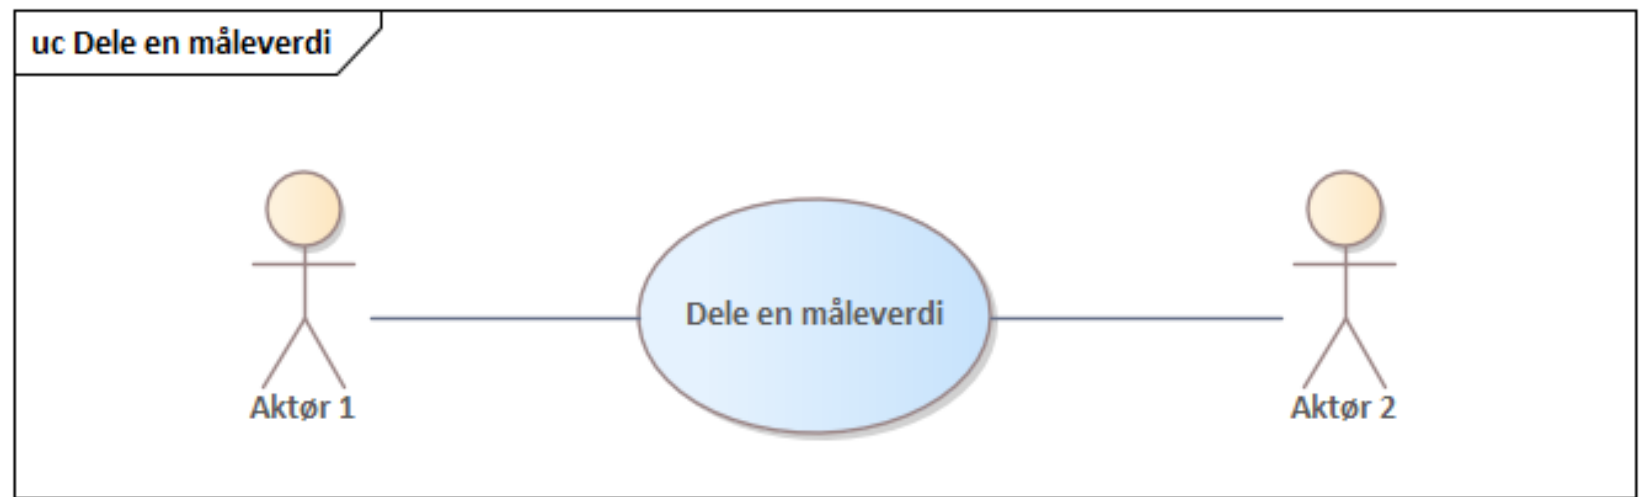 uc Dele en måleverdi
Dele en måleverdi
Aktør 1
Aktør 2